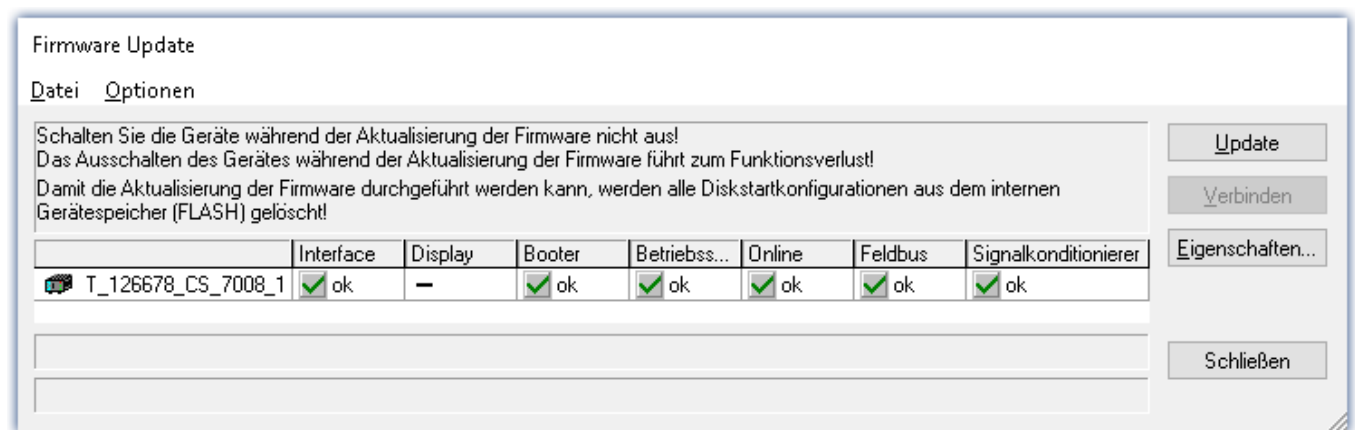 Firmware Update
Datei Optionen
Schalten Sie die Geräte während der Aktualisierung der Firmware nicht aus!
Das Ausschalten des Gerätes während der Aktualisierung der Firmware führt zum Funktionsverlust!
Damit die Aktualisierung der Firmware durchgeführt werden kann, werden alle Diskstartkonfigurationen aus dem internen
Gerätespeicher (FLASH) gelöscht!
Update
Verbinden
Eigenschaften...
Interface Display Booter Betriebss... Online Feldbus Signalkonditionierer
T_126678_CS_7008_1 ok – ok ok ok ok ok
Schließen